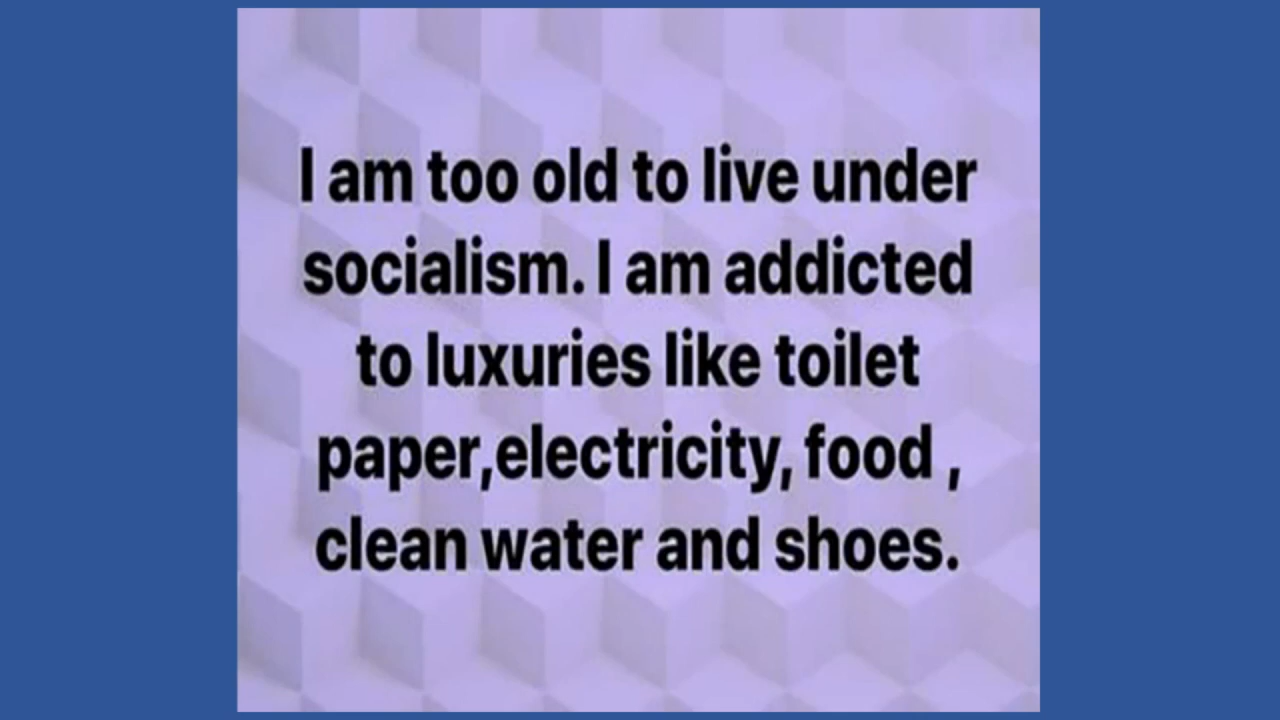 I am too old to live under
socialism. I am addicted
to luxuries like toilet
paper,electricity, food ,
clean water and shoes.